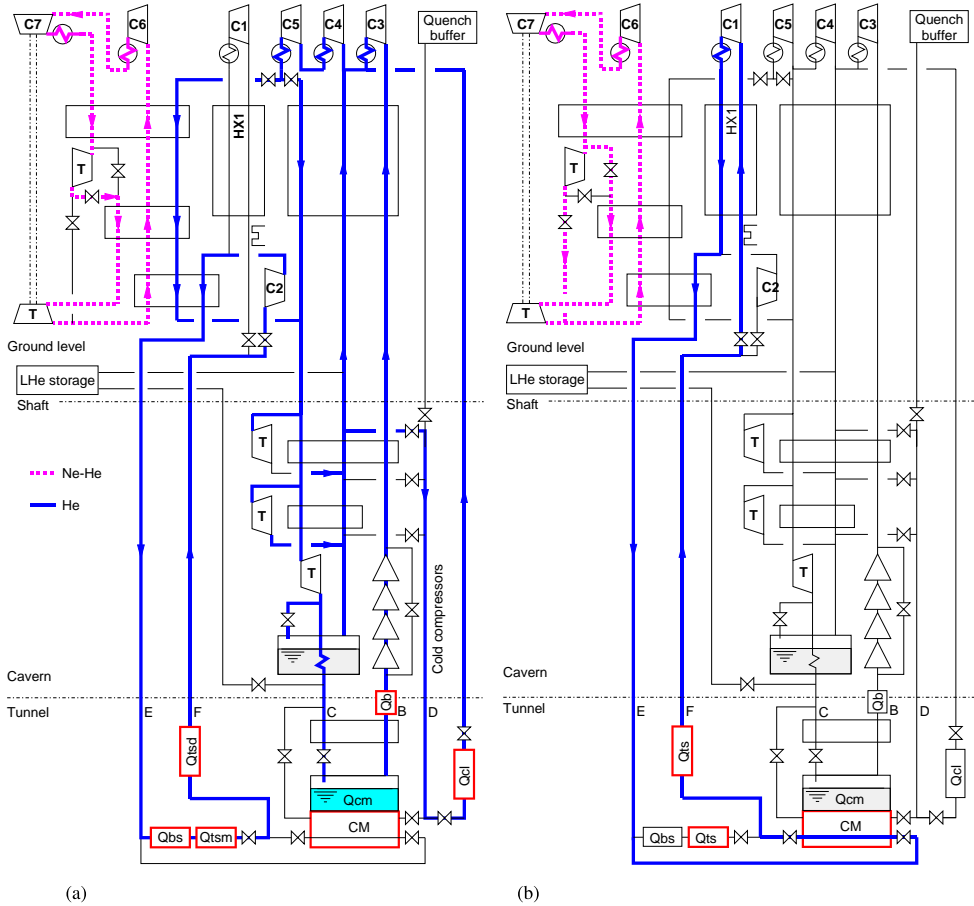 C7
C6
C1
C5
C4
C3
Quench
buffer
HX1
T
C2
T
Ground level
LHe storage
Shaft
T
Ne-He
He
T
T
Cold compressors
Cavern
Tunnel
E
F
C
Qb
B
D
Qtsd
Qcl
Qcm
CM
Qbs
Qtsm
(a)
C7
C6
C1
C5
C4
C3
Quench
buffer
HX1
T
C2
T
Ground level
LHe storage
Shaft
T
T
T
Cavern
Tunnel
E
F
C
Qb
B
D
Qts
Qcl
Qcm
CM
Qbs
Qts
(b)